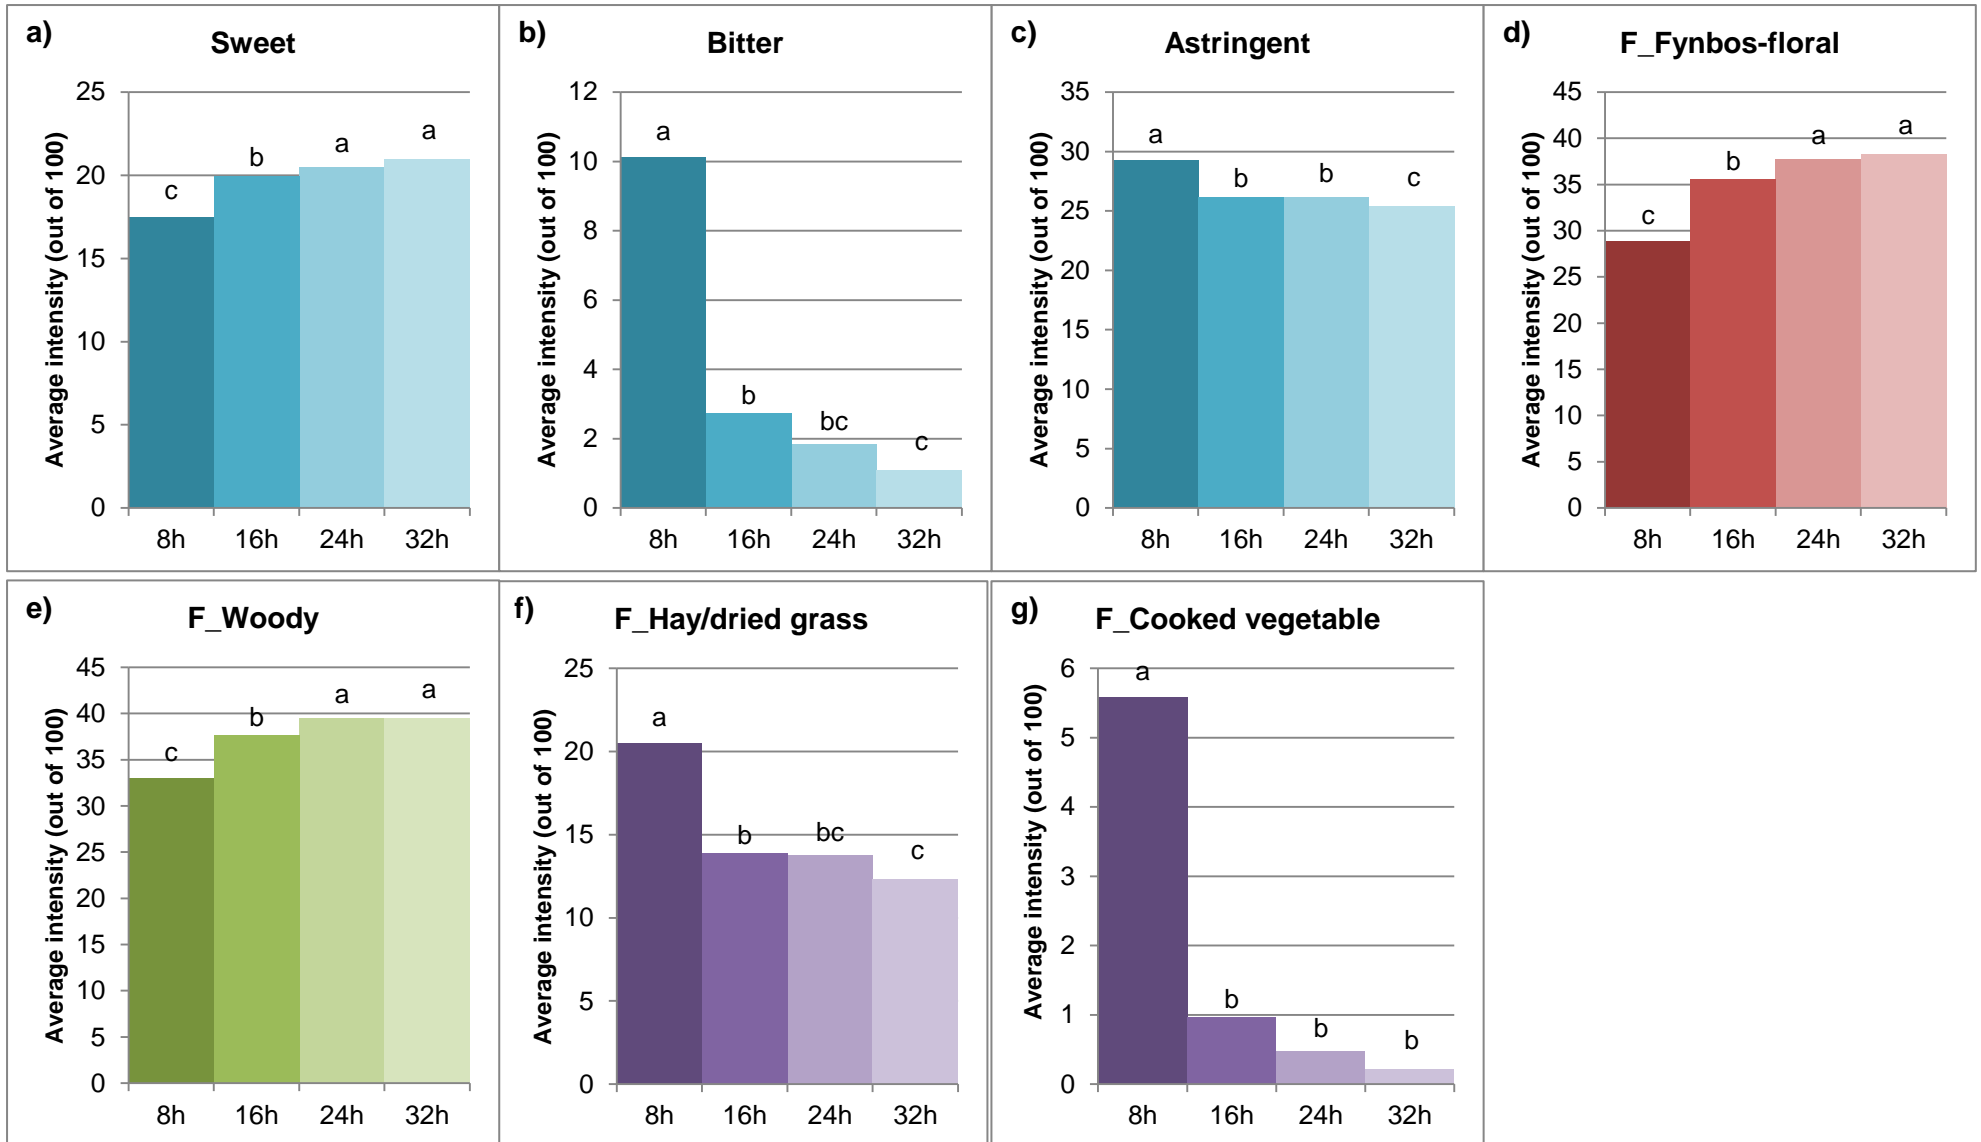 a)
Sweet
Average intensity (out of 100)
25
20
15
10
5
0
c
b
a
a
8h 16h 24h 32h
b)
Bitter
Average intensity (out of 100)
12
10
8
6
4
2
0
a
b
bc
c
8h 16h 24h 32h
c)
Astringent
Average intensity (out of 100)
35
30
25
20
15
10
5
0
a
b
b
c
8h 16h 24h 32h
d)
F_Fynbos-floral
Average intensity (out of 100)
45
40
35
30
25
20
15
10
5
0
c
b
a
a
8h 16h 24h 32h
e)
F_Woody
Average intensity (out of 100)
45
40
35
30
25
20
15
10
5
0
c
b
a
a
8h 16h 24h 32h
f)
F_Hay/dried grass
Average intensity (out of 100)
25
20
15
10
5
0
a
b
bc
c
8h 16h 24h 32h
g)
F_Cooked vegetable
Average intensity (out of 100)
6
5
4
3
2
1
0
a
b
b
b
8h 16h 24h 32h